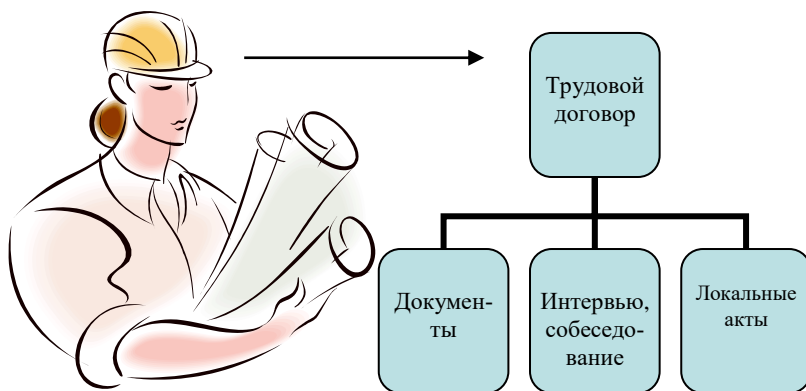 Трудовой
договор
Докумен-
ты
Интервью,
собеседо-
вание
Локальные
акты